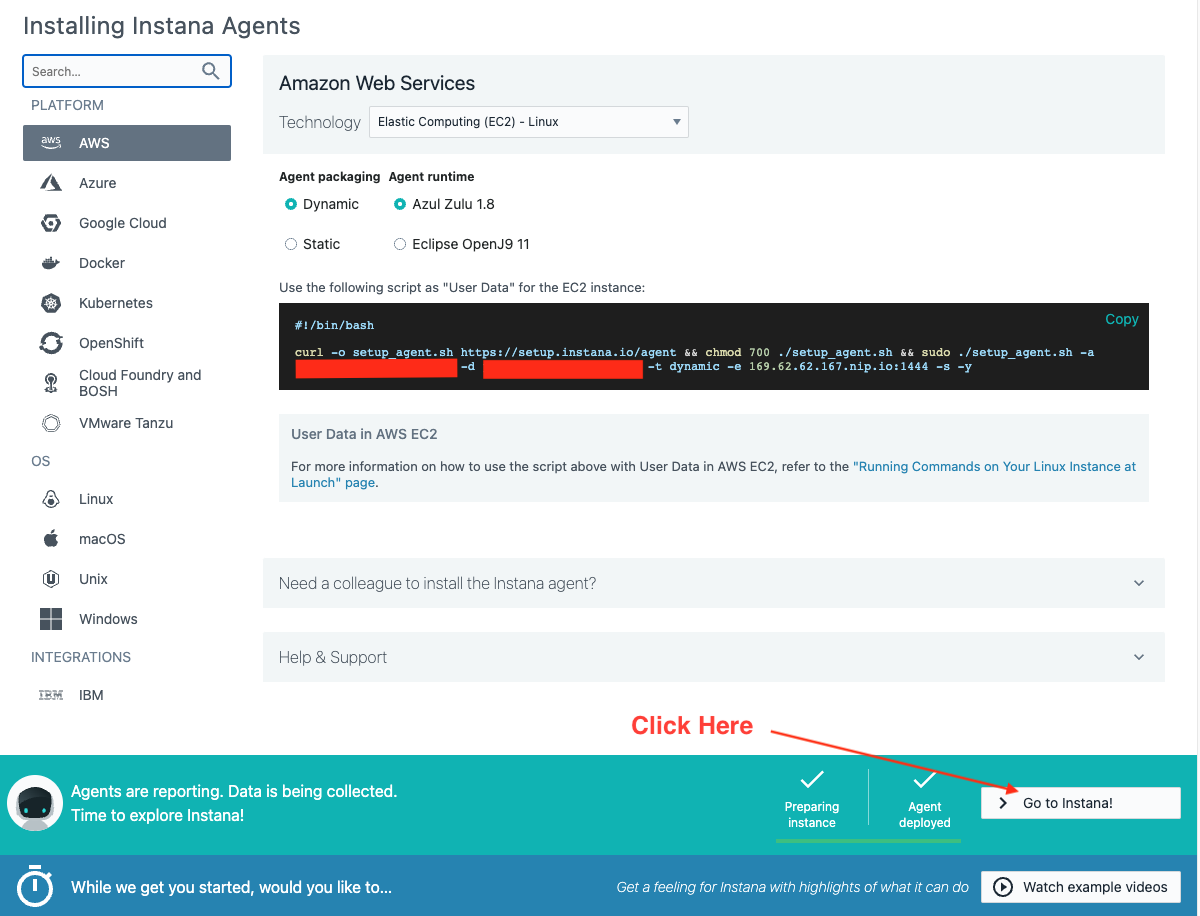 Installing Instana Agents
Search...
PLATFORM
aws AWS
Azure
Google Cloud
Docker
Kubernetes
OpenShift
Cloud Foundry and
BOSH
VMware Tanzu
OS
Linux
macOS
Unix
Windows
INTEGRATIONS
IBM IBM
Amazon Web Services
Technology Elastic Computing (EC2) - Linux
Agent packaging Agent runtime
Dynamic Azul Zulu 1.8
Static Eclipse OpenJ9 11
Use the following script as "User Data" for the EC2 instance:
Copy
#!/bin/bash
curl -o setup_agent.sh https://setup.instana.io/agent && chmod 700 ./setup_agent.sh && sudo ./setup_agent.sh -a
-d -t dynamic -e 169.62.62.167.nip.io:1444 -s -y
User Data in AWS EC2
For more information on how to use the script above with User Data in AWS EC2, refer to the "Running Commands on Your Linux Instance at
Launch" page.
Need a colleague to install the Instana agent?
Help & Support
Click Here
Agents are reporting. Data is being collected.
Time to explore Instana!
Preparing
instance
Agent
deployed
Go to Instana!
While we get you started, would you like to...
Get a feeling for Instana with highlights of what it can do
Watch example videos